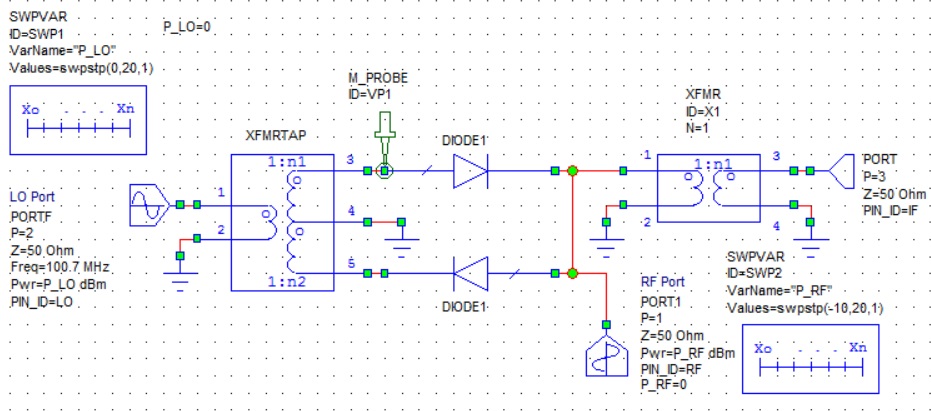 SWPVAR
ID=SWP1
VarName="P_LO"
Values=swpstp(0,20,1)
P_LO=0
Xo . . . Xn
M_PROBE
ID=VP1
XFMRTAP
1:n1
1
2
3
4
5
1:n2
DIODE1
DIODE1
XFMR
ID=X1
N=1
1:n1
1
2
3
4
PORT
P=3
Z=50 Ohm
PIN_ID=IF
LO Port
PORTF
P=2
Z=50 Ohm
Freq=100.7 MHz
Pwr=P_LO dBm
PIN_ID=LO
RF Port
PORT1
P=1
Z=50 Ohm
Pwr=P_RF dBm
PIN_ID=RF
P_RF=0
SWPVAR
ID=SWP2
VarName="P_RF"
Values=swpstp(-10,20,1)
Xo . . . Xn